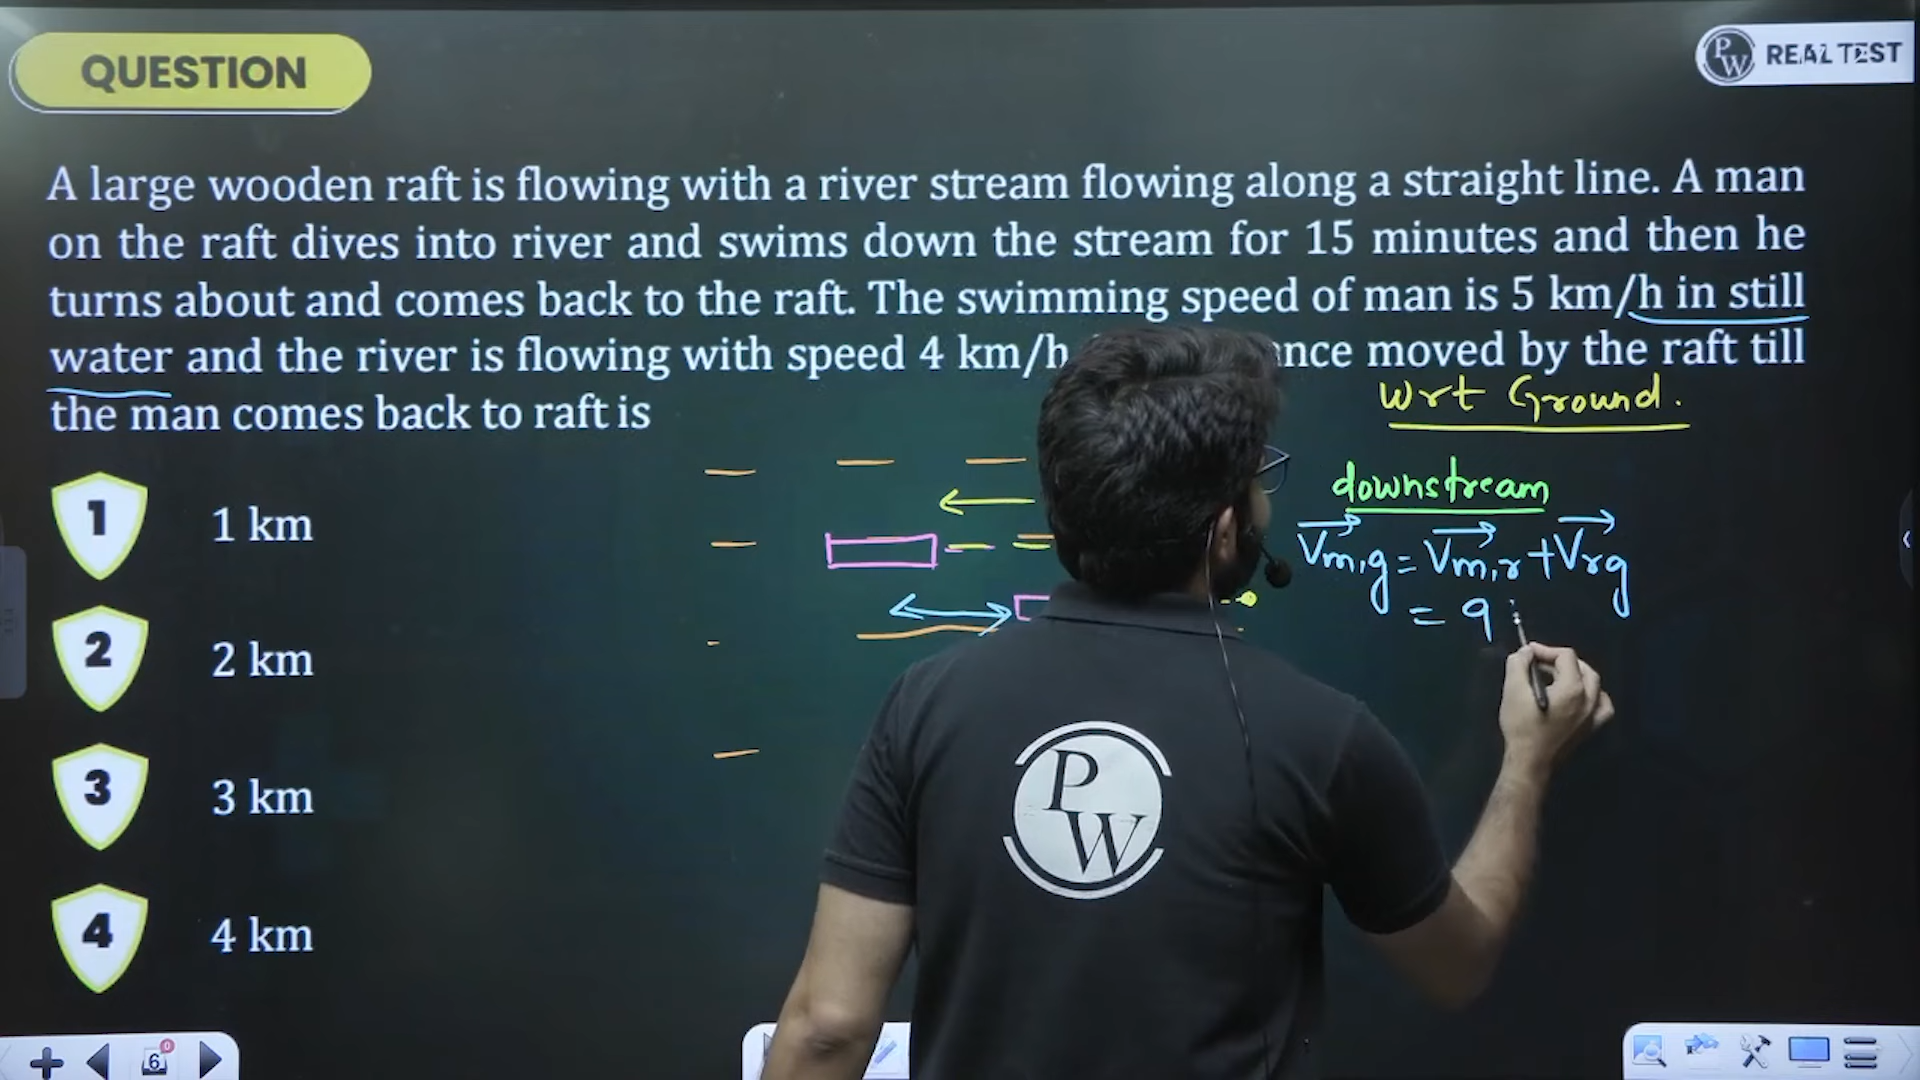 QUESTION
PW REAL TEST
A large wooden raft is flowing with a river stream flowing along a straight line. A man
on the raft dives into river and swims down the stream for 15 minutes and then he
turns about and comes back to the raft. The swimming speed of man is 5 km/h in still
water and the river is flowing with speed 4 km/h ance moved by the raft till
the man comes back to raft is
wrt Ground.
downstream
Vm,g = Vm,r + Vrg
= 9
1 1 km
2 2 km
3 3 km
4 4 km
PW
6
0